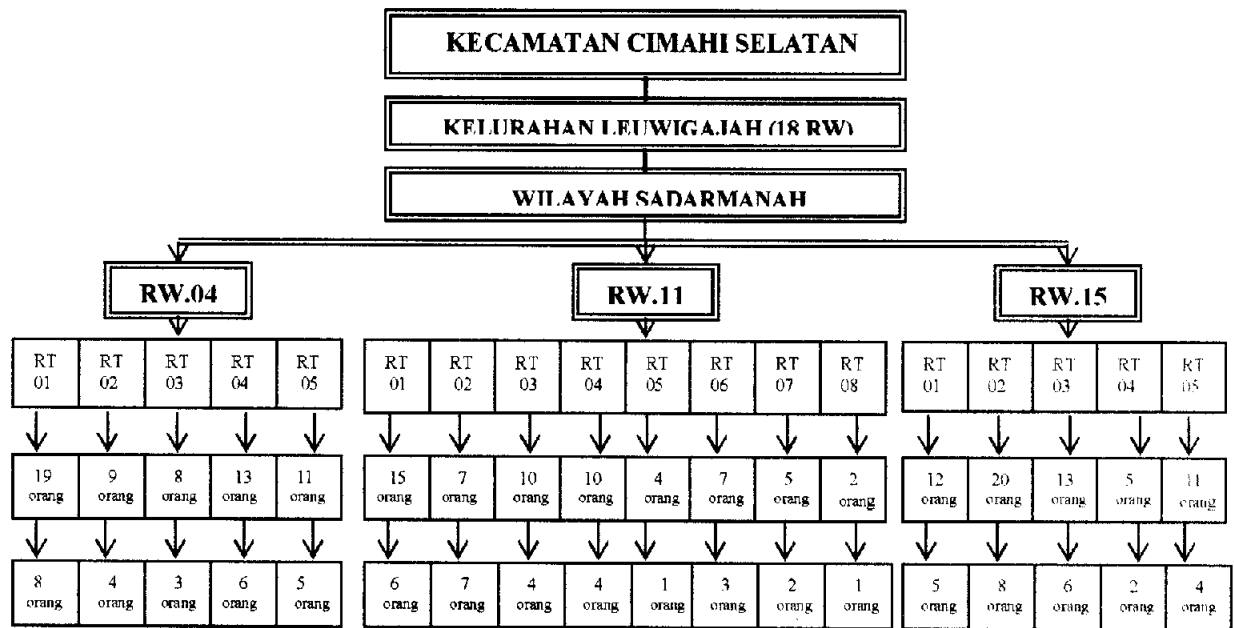 KECAMATAN CIMAHI SELATAN
KELURAHAN LEUWIGAJAH (18 RW)
WILAYAH SADARMANAH
RW.04 RW.11 RW.15
RT RT RT RT RT RT RT RT RT RT RT RT RT RT RT RT RT RT
01 02 03 04 05 01 02 03 04 05 06 07 08 01 02 03 04 05
19 9 8 13 11 15 7 10 10 4 7 5 2 12 20 13 5 11
orang orang orang orang orang orang orang orang orang orang orang orang orang orang orang orang orang orang
8 4 3 6 5 6 7 4 4 1 3 2 1 5 8 6 2 4
orang orang orang orang orang orang orang orang orang orang orang orang orang orang orang orang orang orang